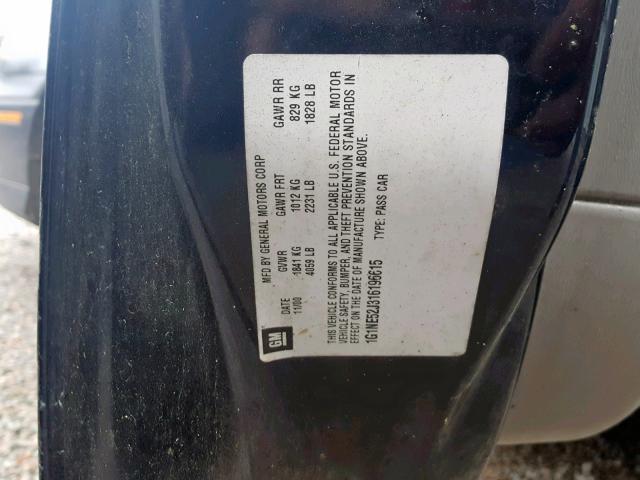 GM
MFD BY GENERAL MOTORS CORP
DATE GVWR GAWR FRT GAWR RR
11/00 1841 KG 1012 KG 829 KG
4059 LB 2231 LB 1828 LB
THIS VEHICLE CONFORMS TO ALL APPLICABLE U.S. FEDERAL MOTOR
VEHICLE SAFETY, BUMPER, AND THEFT PREVENTION STANDARDS IN
EFFECT ON THE DATE OF MANUFACTURE SHOWN ABOVE.
1G1NE52J316196615 TYPE: PASS CAR